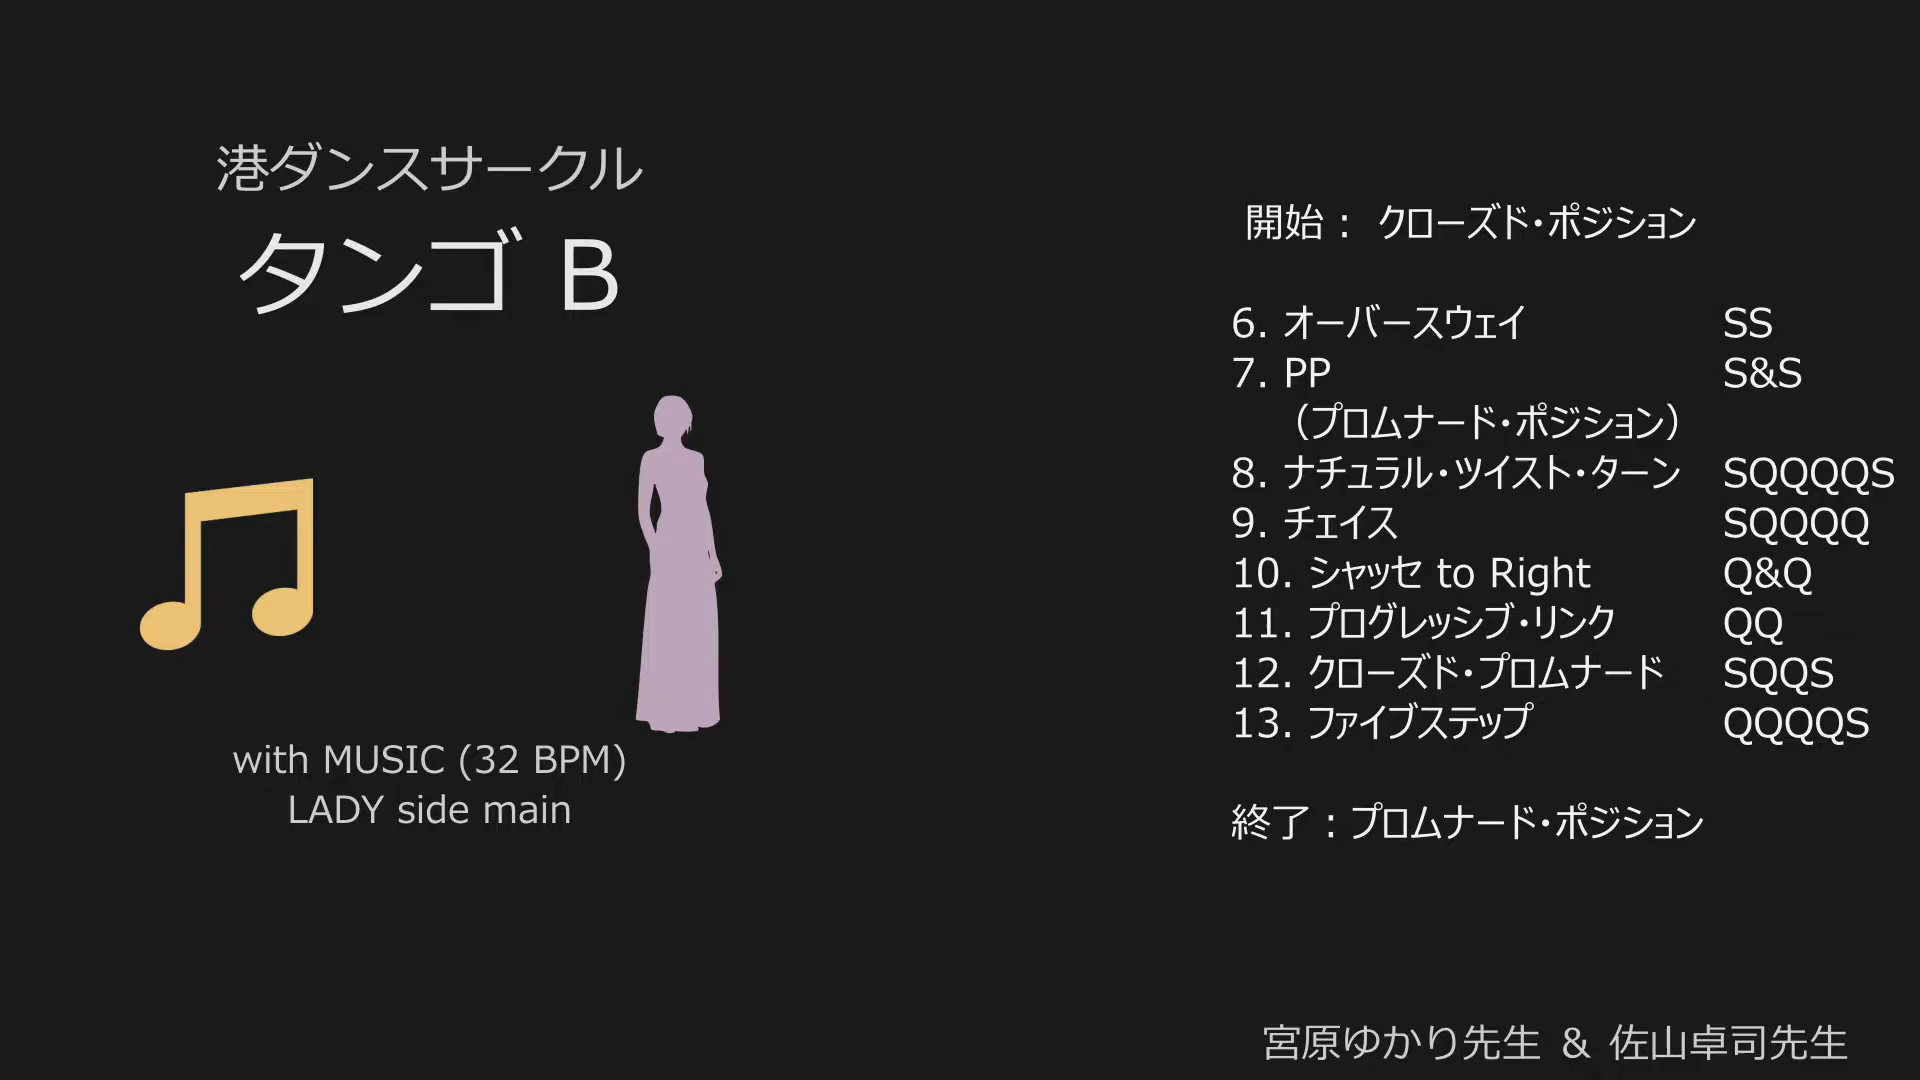 港ダンスサークル
タンゴ B
with MUSIC (32 BPM)
LADY side main
開始： クローズド・ポジション
6. オーバースウェイ SS
7. PP S&S
（プロムナード・ポジション）
8. ナチュラル・ツイスト・ターン SQQQQS
9. チェイス SQQQQ
10. シャッセ to Right Q&Q
11. プログレッシブ・リンク QQ
12. クローズド・プロムナード SQQS
13. ファイブステップ QQQQS
終了：プロムナード・ポジション
宮原ゆかり先生 & 佐山卓司先生